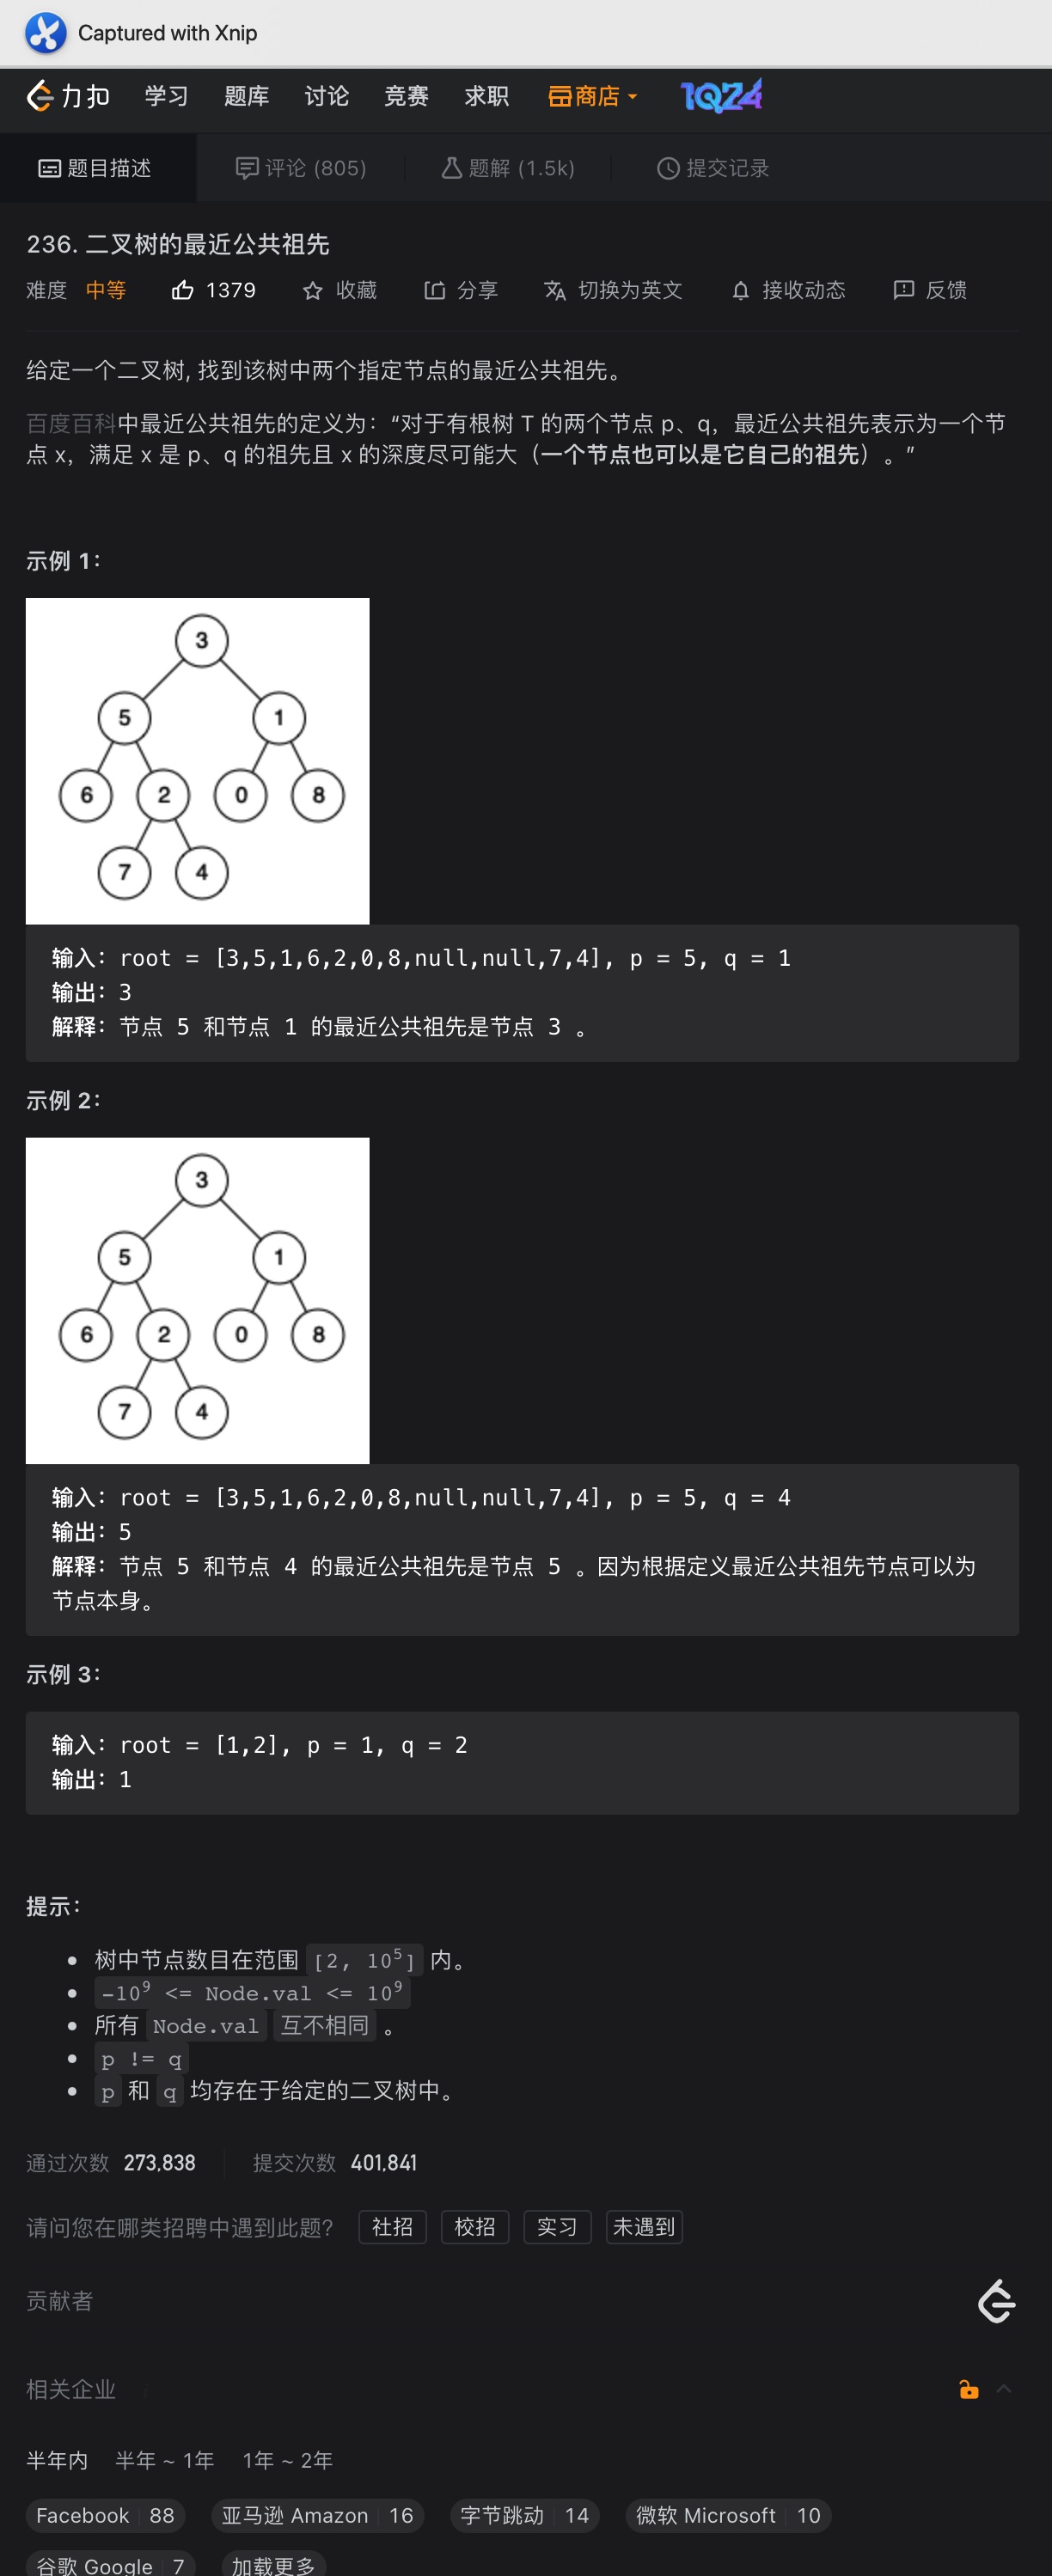 Captured with Xnip
力扣 学习 题库 讨论 竞赛 求职 商店 1024
题目描述 评论 (805) 题解 (1.5k) 提交记录
236. 二叉树的最近公共祖先
难度 中等 1379 收藏 分享 切换为英文 接收动态 反馈
给定一个二叉树, 找到该树中两个指定节点的最近公共祖先。
百度百科中最近公共祖先的定义为：“对于有根树 T 的两个节点 p、q，最近公共祖先表示为一个节
点 x，满足 x 是 p、q 的祖先且 x 的深度尽可能大（一个节点也可以是它自己的祖先）。”
示例 1：
3
5 1
6 2 0 8
7 4
输入：root = [3,5,1,6,2,0,8,null,null,7,4], p = 5, q = 1
输出：3
解释：节点 5 和节点 1 的最近公共祖先是节点 3 。
示例 2：
3
5 1
6 2 0 8
7 4
输入：root = [3,5,1,6,2,0,8,null,null,7,4], p = 5, q = 4
输出：5
解释：节点 5 和节点 4 的最近公共祖先是节点 5 。因为根据定义最近公共祖先节点可以为
节点本身。
示例 3：
输入：root = [1,2], p = 1, q = 2
输出：1
提示：
• 树中节点数目在范围 [2, 10⁵] 内。
• -10⁹ <= Node.val <= 10⁹
• 所有 Node.val 互不相同 。
• p != q
• p 和 q 均存在于给定的二叉树中。
通过次数 273,838 提交次数 401,841
请问您在哪类招聘中遇到此题? 社招 校招 实习 未遇到
贡献者
相关企业
半年内 半年 ~ 1年 1年 ~ 2年
Facebook 88 亚马逊 Amazon 16 字节跳动 14 微软 Microsoft 10
谷歌 Google 7 加载更多